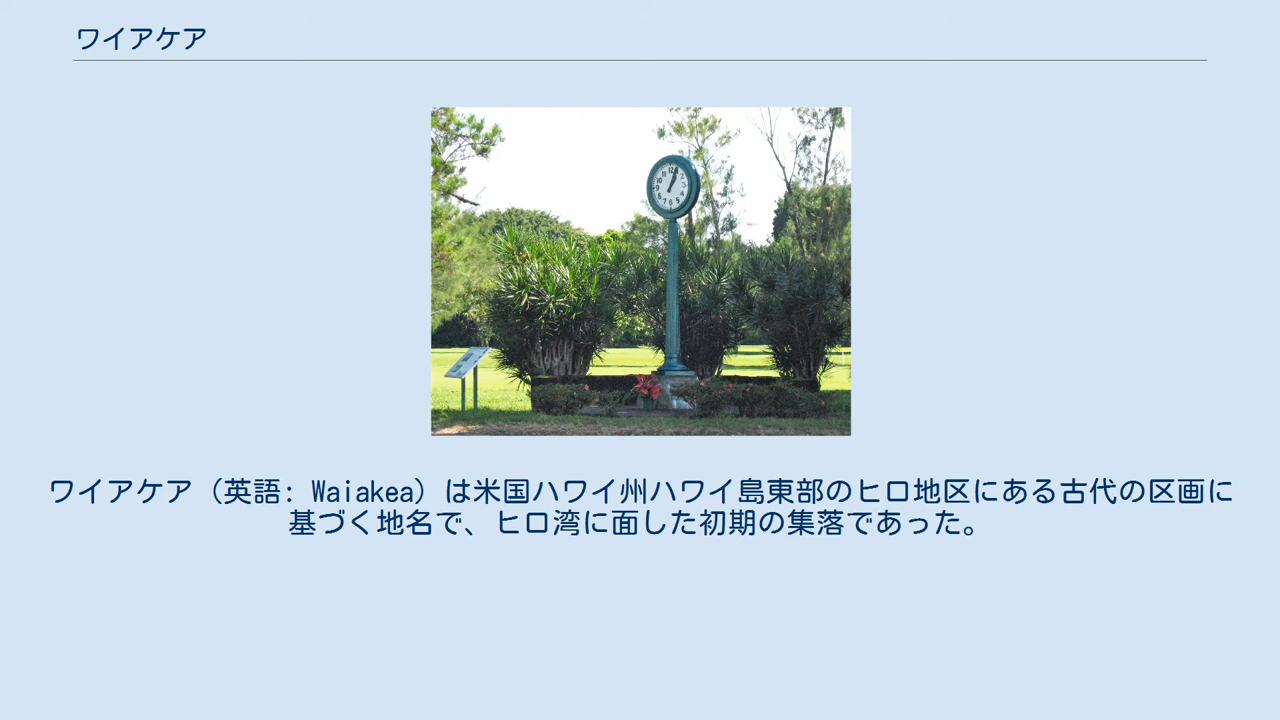 ワイアケア
ワイアケア（英語: Waiakea）は米国ハワイ州ハワイ島東部のヒロ地区にある古代の区画に
基づく地名で、ヒロ湾に面した初期の集落であった。